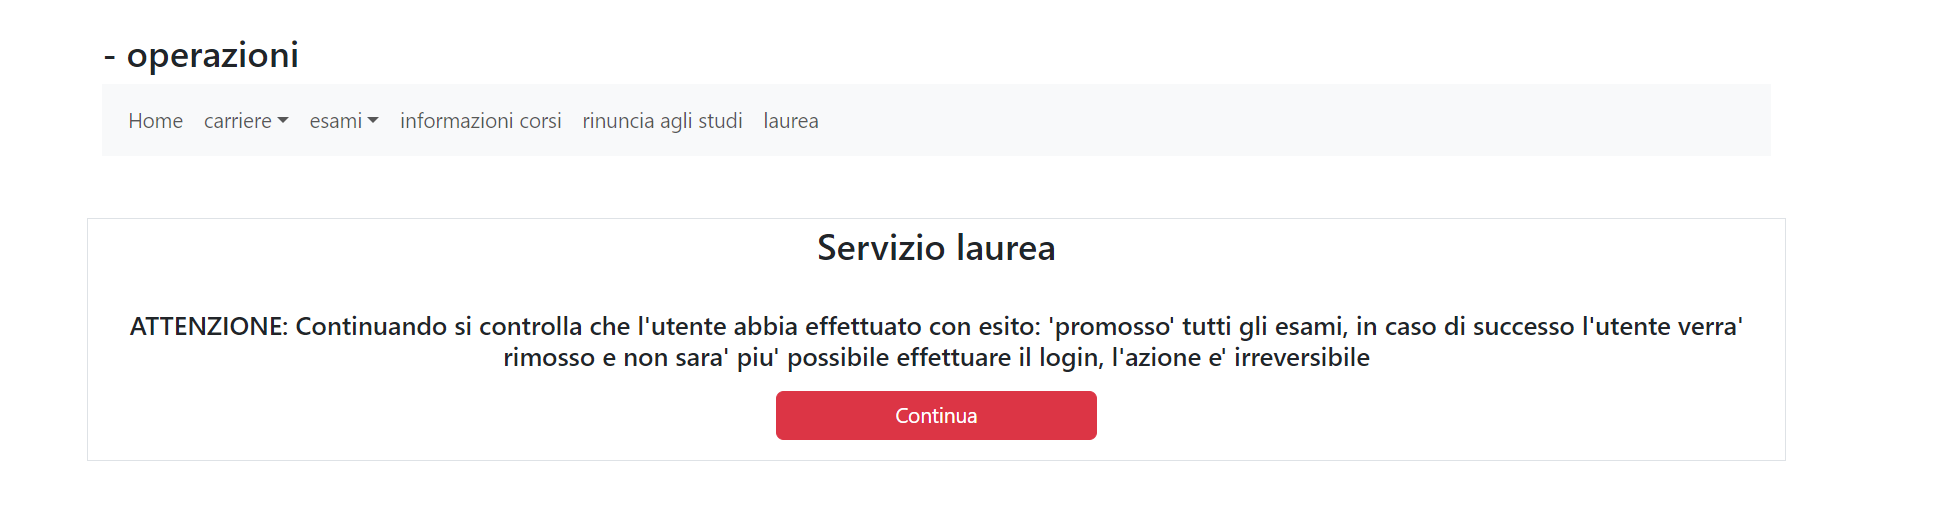 - operazioni
Home carriere esami informazioni corsi rinuncia agli studi laurea
Servizio laurea
ATTENZIONE: Continuando si controlla che l'utente abbia effettuato con esito: 'promosso' tutti gli esami, in caso di successo l'utente verra'
rimosso e non sara' piu' possibile effettuare il login, l'azione e' irreversibile
Continua